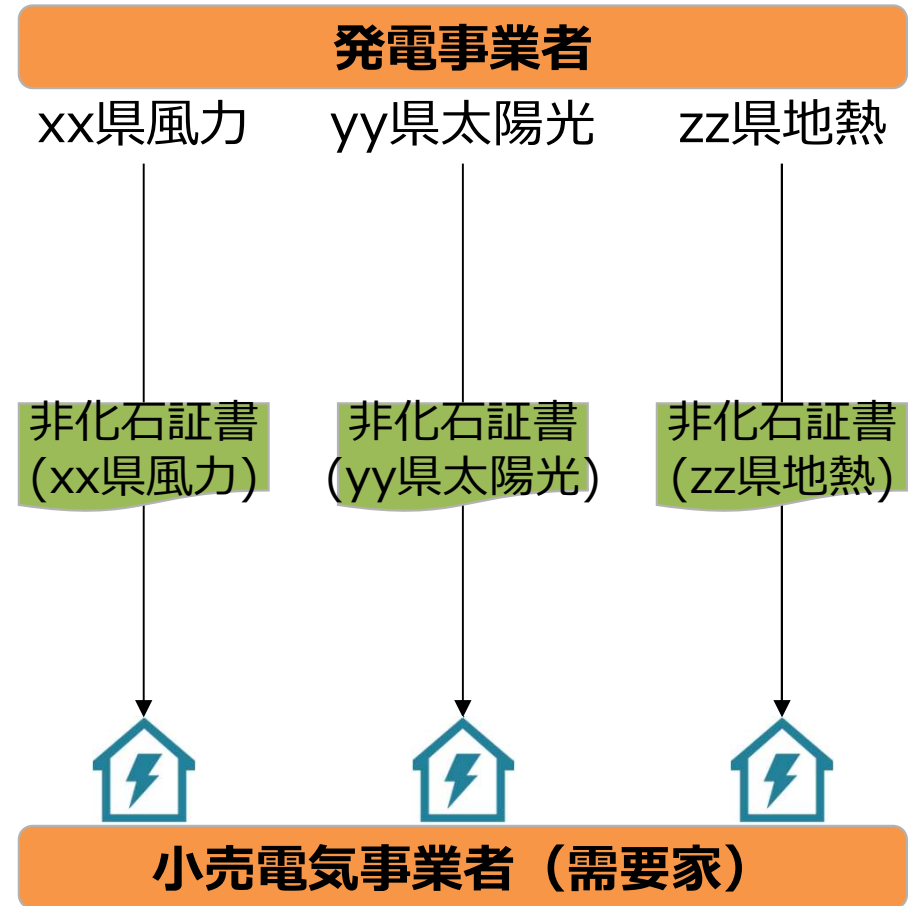 発電事業者
xx県風力
yy県太陽光
zz県地熱
非化石証書
(xx県風力)
非化石証書
(yy県太陽光)
非化石証書
(zz県地熱)
小売電気事業者（需要家）